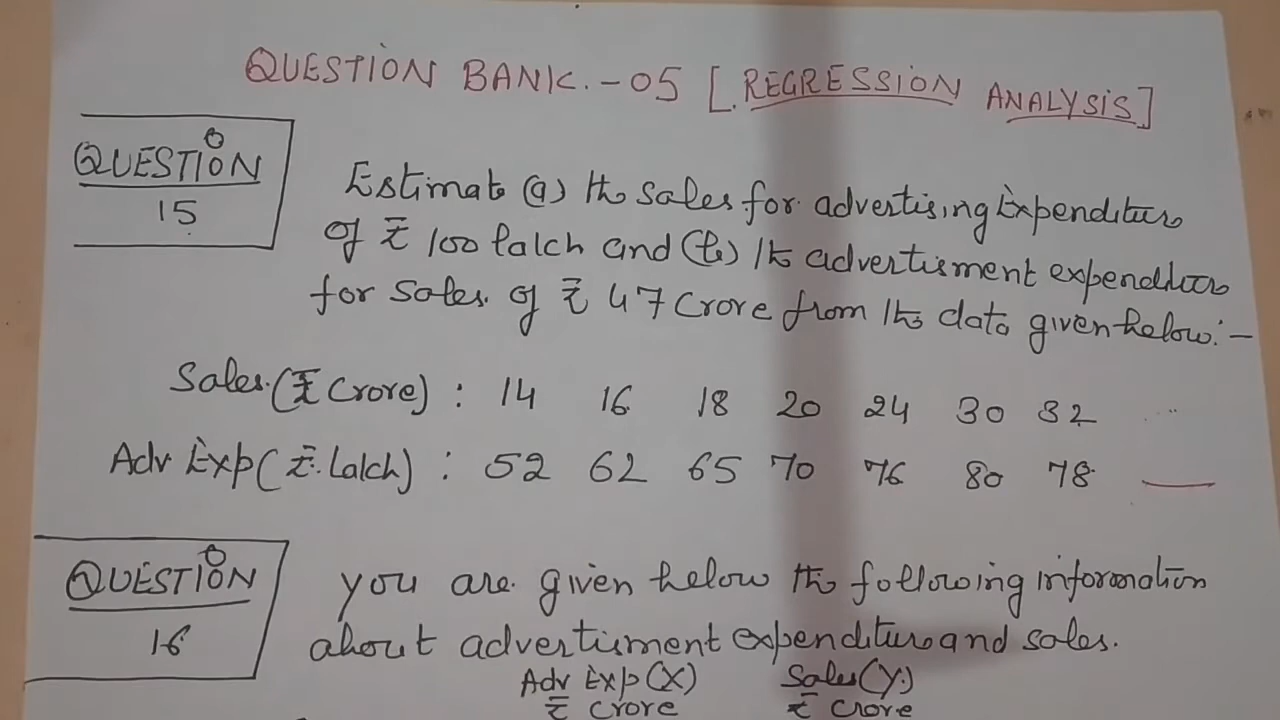 QUESTION BANK.-05 [REGRESSION ANALYSIS]
QUESTION
15
Estimate (a) the sales for advertising Expenditure
of ₹ 100 lakh and (b) the advertisment expenditure
for sales of ₹ 47 Crore from the data given below:-
Sales (₹ Crore) : 14 16 18 20 24 30 32
Adv Exp (₹. lakh) : 52 62 65 70 76 80 78
QUESTION
16
you are given below the following information
about advertisment expenditure and sales.
Adv Exp (X) Sales (Y)
₹ Crore ₹ Crore